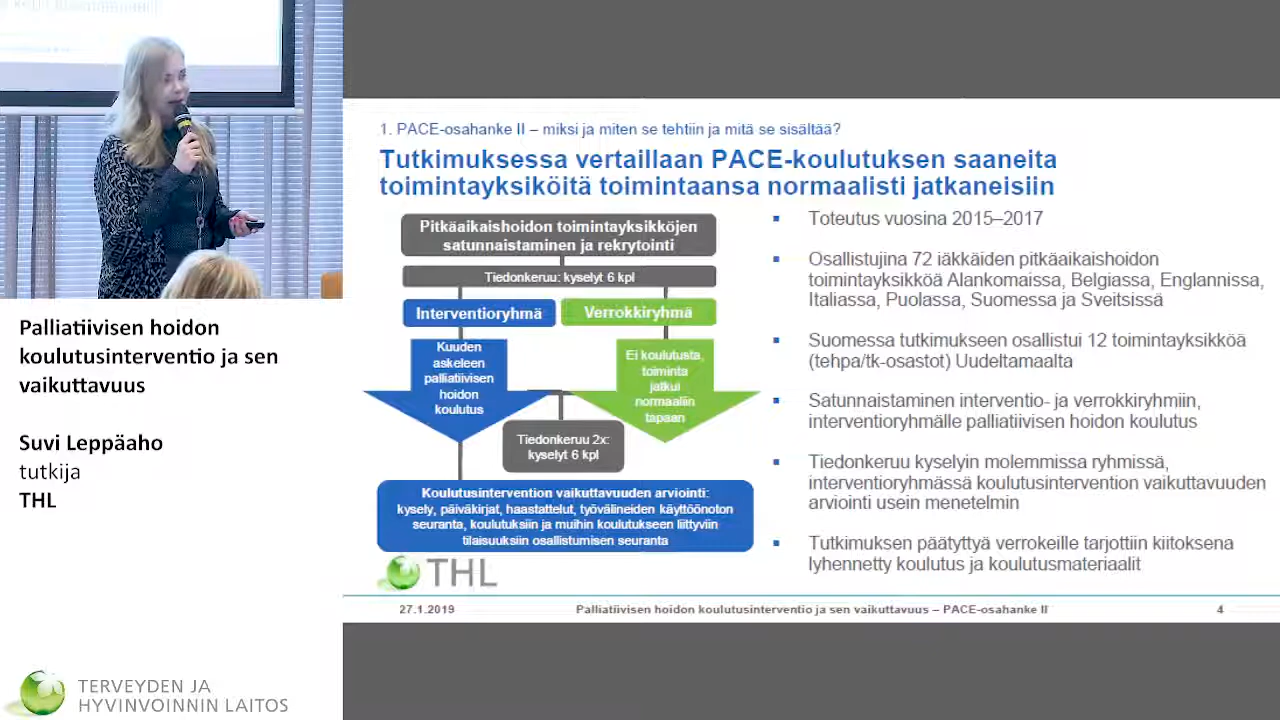 Palliatiivisen hoidon
koulutusinterventio ja sen
vaikuttavuus
Suvi Leppäaho
tutkija
THL
TERVEYDEN JA
HYVINVOINNIN LAITOS
1. PACE-osahanke II – miksi ja miten se tehtiin ja mitä se sisältää?
Tutkimuksessa vertaillaan PACE-koulutuksen saaneita
toimintayksiköitä toimintaansa normaalisti jatkaneisiin
Pitkäaikaishoidon toimintayksikköjen
satunnaistaminen ja rekrytointi
Tiedonkeruu: kyselyt 6 kpl
Interventioryhmä
Verrokkiryhmä
Kuuden
askeleen
palliatiivisen
hoidon
koulutus
Ei koulutusta,
toiminta
jatkui
normaaliin
tapaan
Tiedonkeruu 2x:
kyselyt 6 kpl
Koulutusintervention vaikuttavuuden arviointi:
kysely, päiväkirjat, haastattelut, työvälineiden käyttöönoton
seuranta, koulutuksiin ja muihin koulutukseen liittyviin
tilaisuuksiin osallistumisen seuranta
▪ Toteutus vuosina 2015–2017
▪ Osallistujina 72 iäkkäiden pitkäaikaishoidon
toimintayksikköä Alankomaissa, Belgiassa, Englannissa,
Italiassa, Puolassa, Suomessa ja Sveitsissä
▪ Suomessa tutkimukseen osallistui 12 toimintayksikköä
(tehpa/tk-osastot) Uudeltamaalta
▪ Satunnaistaminen interventio- ja verrokkiryhmiin,
interventioryhmälle palliatiivisen hoidon koulutus
▪ Tiedonkeruu kyselyin molemmissa ryhmissä,
interventioryhmässä koulutusintervention vaikuttavuuden
arviointi usein menetelmin
▪ Tutkimuksen päätyttyä verrokeille tarjottiin kiitoksena
lyhennetty koulutus ja koulutusmateriaalit
THL
27.1.2019 Palliatiivisen hoidon koulutusinterventio ja sen vaikuttavuus – PACE-osahanke II 4